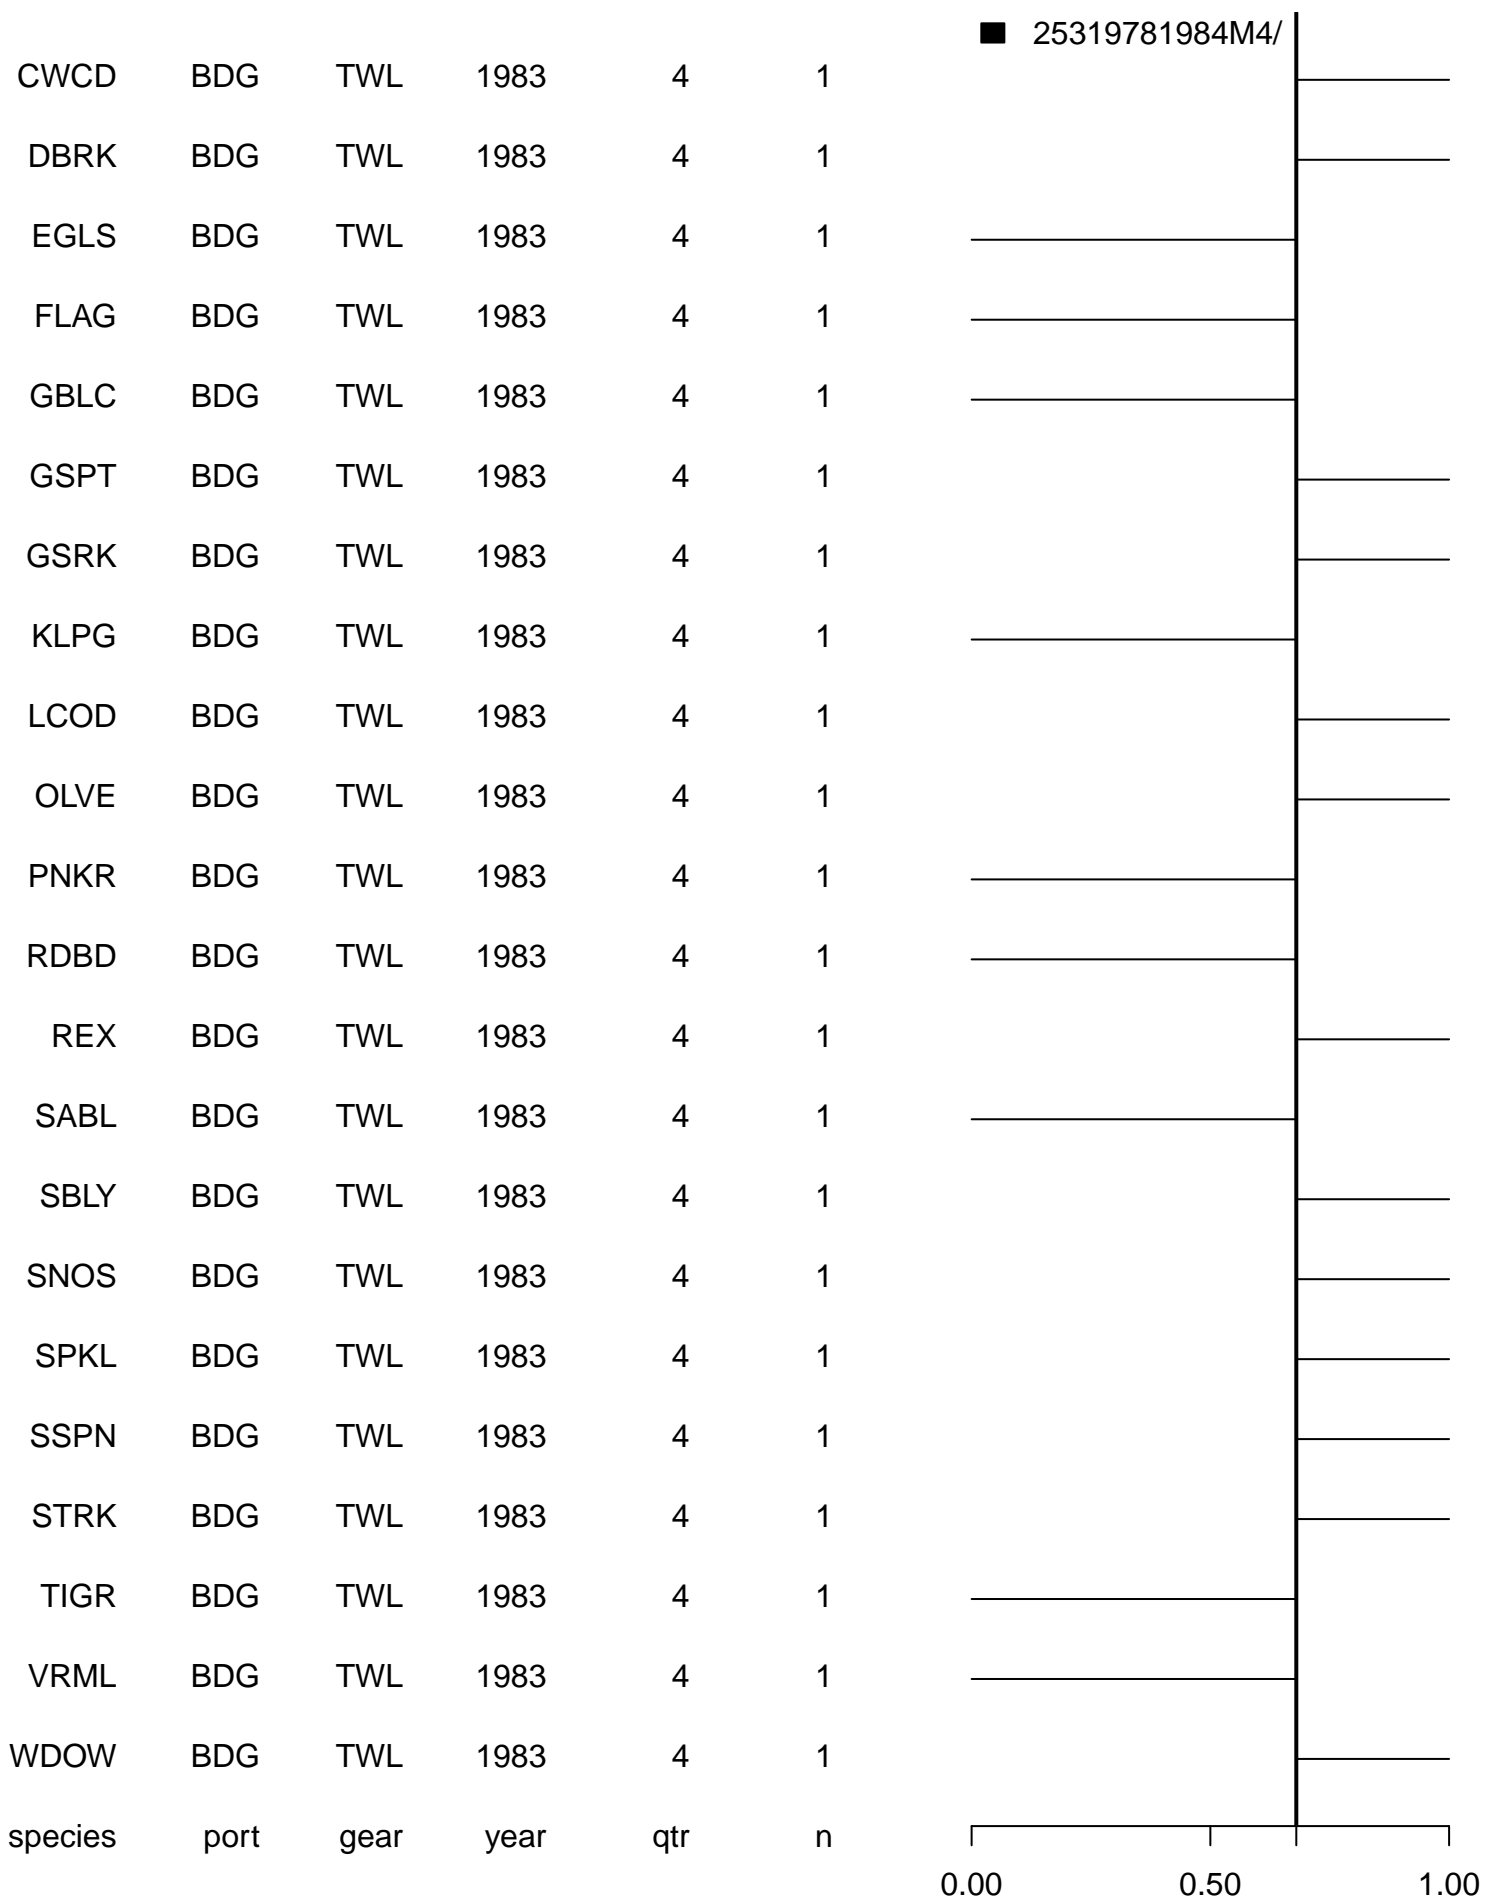 25319781984M4/
CWCD BDG TWL 1983 4 1
DBRK BDG TWL 1983 4 1
EGLS BDG TWL 1983 4 1
FLAG BDG TWL 1983 4 1
GBLC BDG TWL 1983 4 1
GSPT BDG TWL 1983 4 1
GSRK BDG TWL 1983 4 1
KLPG BDG TWL 1983 4 1
LCOD BDG TWL 1983 4 1
OLVE BDG TWL 1983 4 1
PNKR BDG TWL 1983 4 1
RDBD BDG TWL 1983 4 1
REX BDG TWL 1983 4 1
SABL BDG TWL 1983 4 1
SBLY BDG TWL 1983 4 1
SNOS BDG TWL 1983 4 1
SPKL BDG TWL 1983 4 1
SSPN BDG TWL 1983 4 1
STRK BDG TWL 1983 4 1
TIGR BDG TWL 1983 4 1
VRML BDG TWL 1983 4 1
WDOW BDG TWL 1983 4 1
species port gear year qtr n
0.00 0.50 1.00